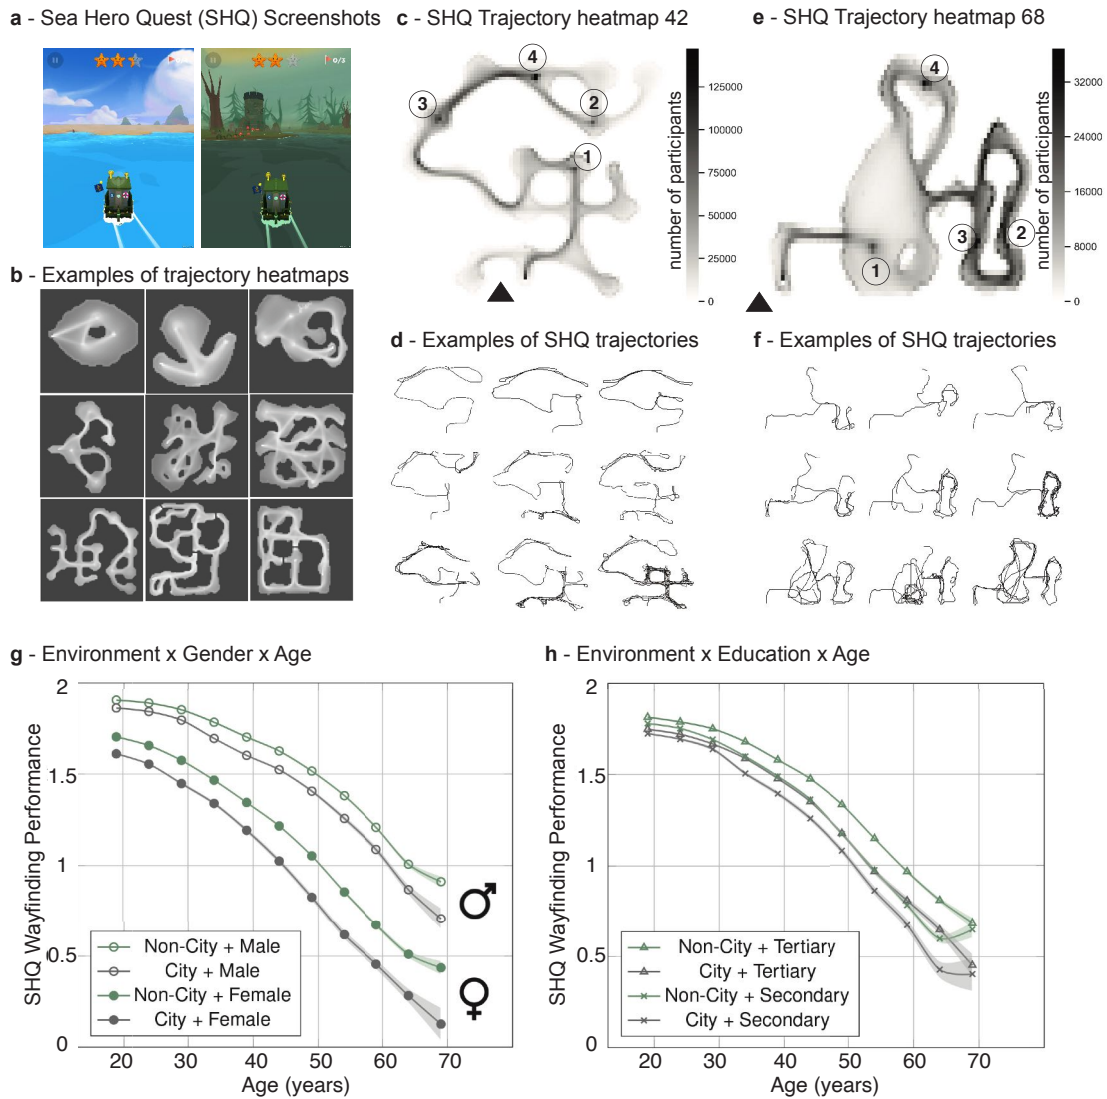 a - Sea Hero Quest (SHQ) Screenshots
0/3
b - Examples of trajectory heatmaps
c - SHQ Trajectory heatmap 42
1
2
3
4
125000
100000
75000
50000
25000
0
number of participants
d - Examples of SHQ trajectories
e - SHQ Trajectory heatmap 68
1
2
3
4
32000
24000
16000
8000
0
number of participants
f - Examples of SHQ trajectories
g - Environment x Gender x Age
SHQ Wayfinding Performance
2
1.5
1
0.5
0
Non-City + Male
City + Male
Non-City + Female
City + Female
20 30 40 50 60 70
Age (years)
h - Environment x Education x Age
SHQ Wayfinding Performance
2
1.5
1
0.5
0
Non-City + Tertiary
City + Tertiary
Non-City + Secondary
City + Secondary
20 30 40 50 60 70
Age (years)